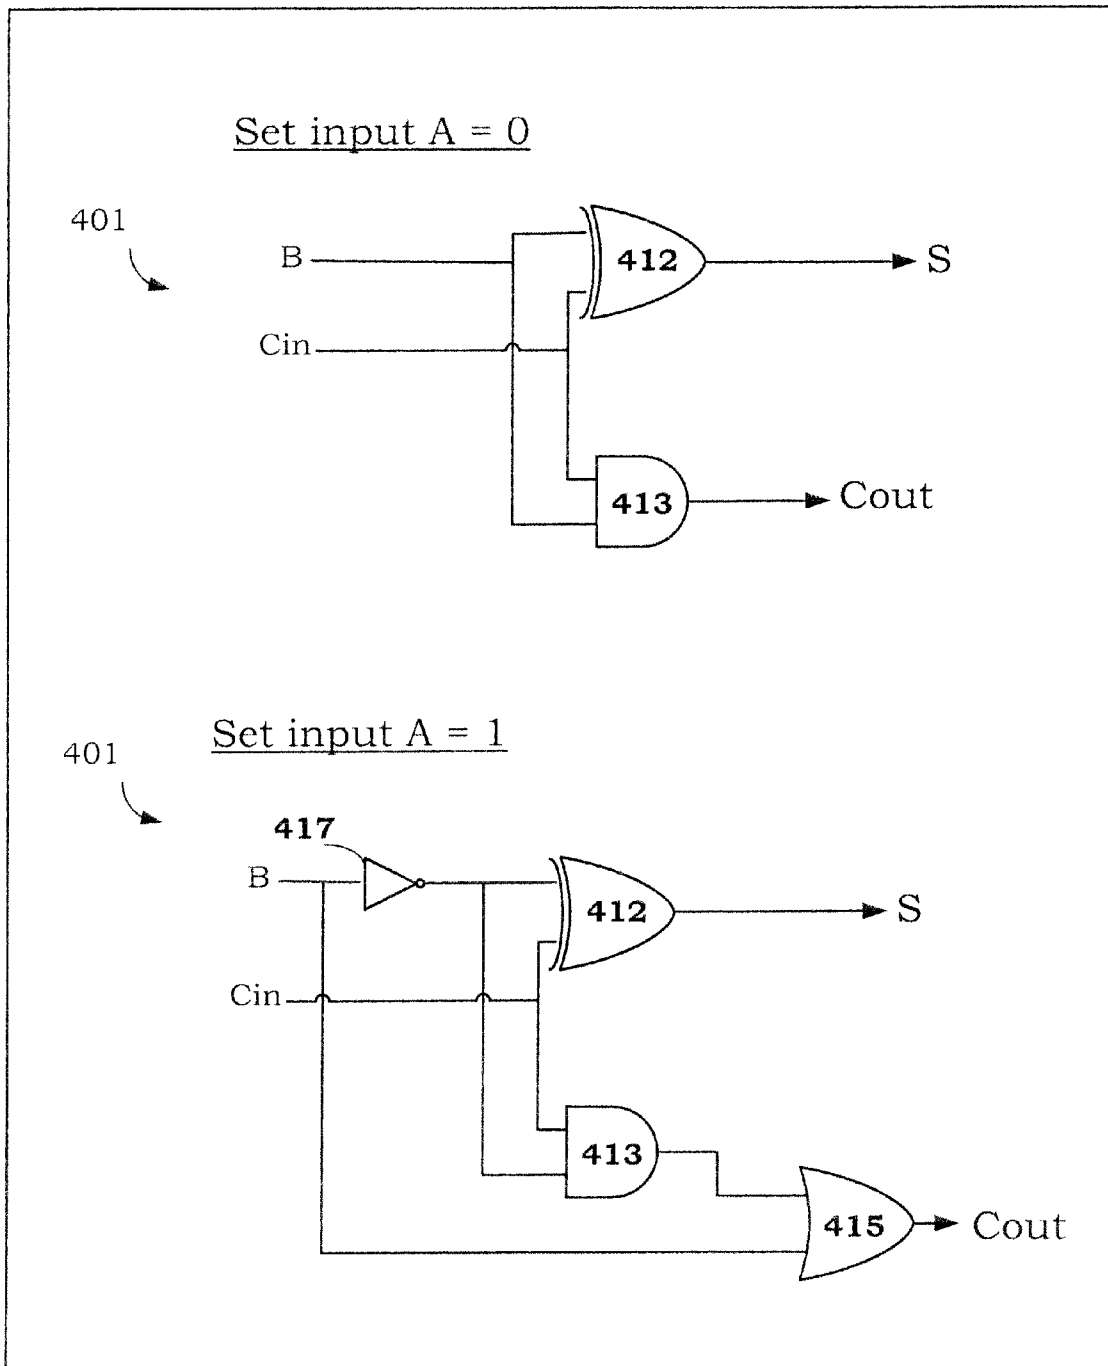 Set input A = 0
401
B
412
S
Cin
413
Cout
Set input A = 1
401
417
B
412
S
Cin
413
415
Cout